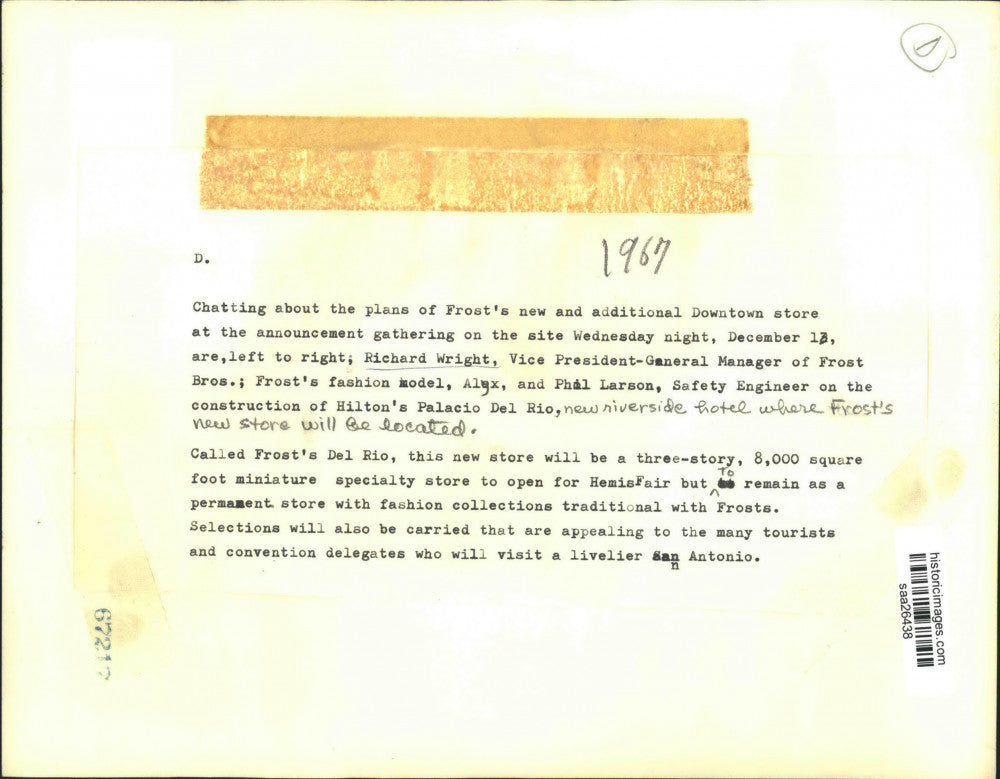 D
1967
D.
Chatting about the plans of Frost's new and additional Downtown store
at the announcement gathering on the site Wednesday night, December 13,
are,left to right; Richard Wright, Vice President-General Manager of Frost
Bros.; Frost's fashion model, Alyx, and Phil Larson, Safety Engineer on the
construction of Hilton's Palacio Del Rio, new riverside hotel where Frost's
new store will be located.
Called Frost's Del Rio, this new store will be a three-story, 8,000 square
foot miniature specialty store to open for HemisFair but to remain as a
permanent store with fashion collections traditional with Frosts.
Selections will also be carried that are appealing to the many tourists
and convention delegates who will visit a livelier San Antonio.
historicimages.com
saa26438